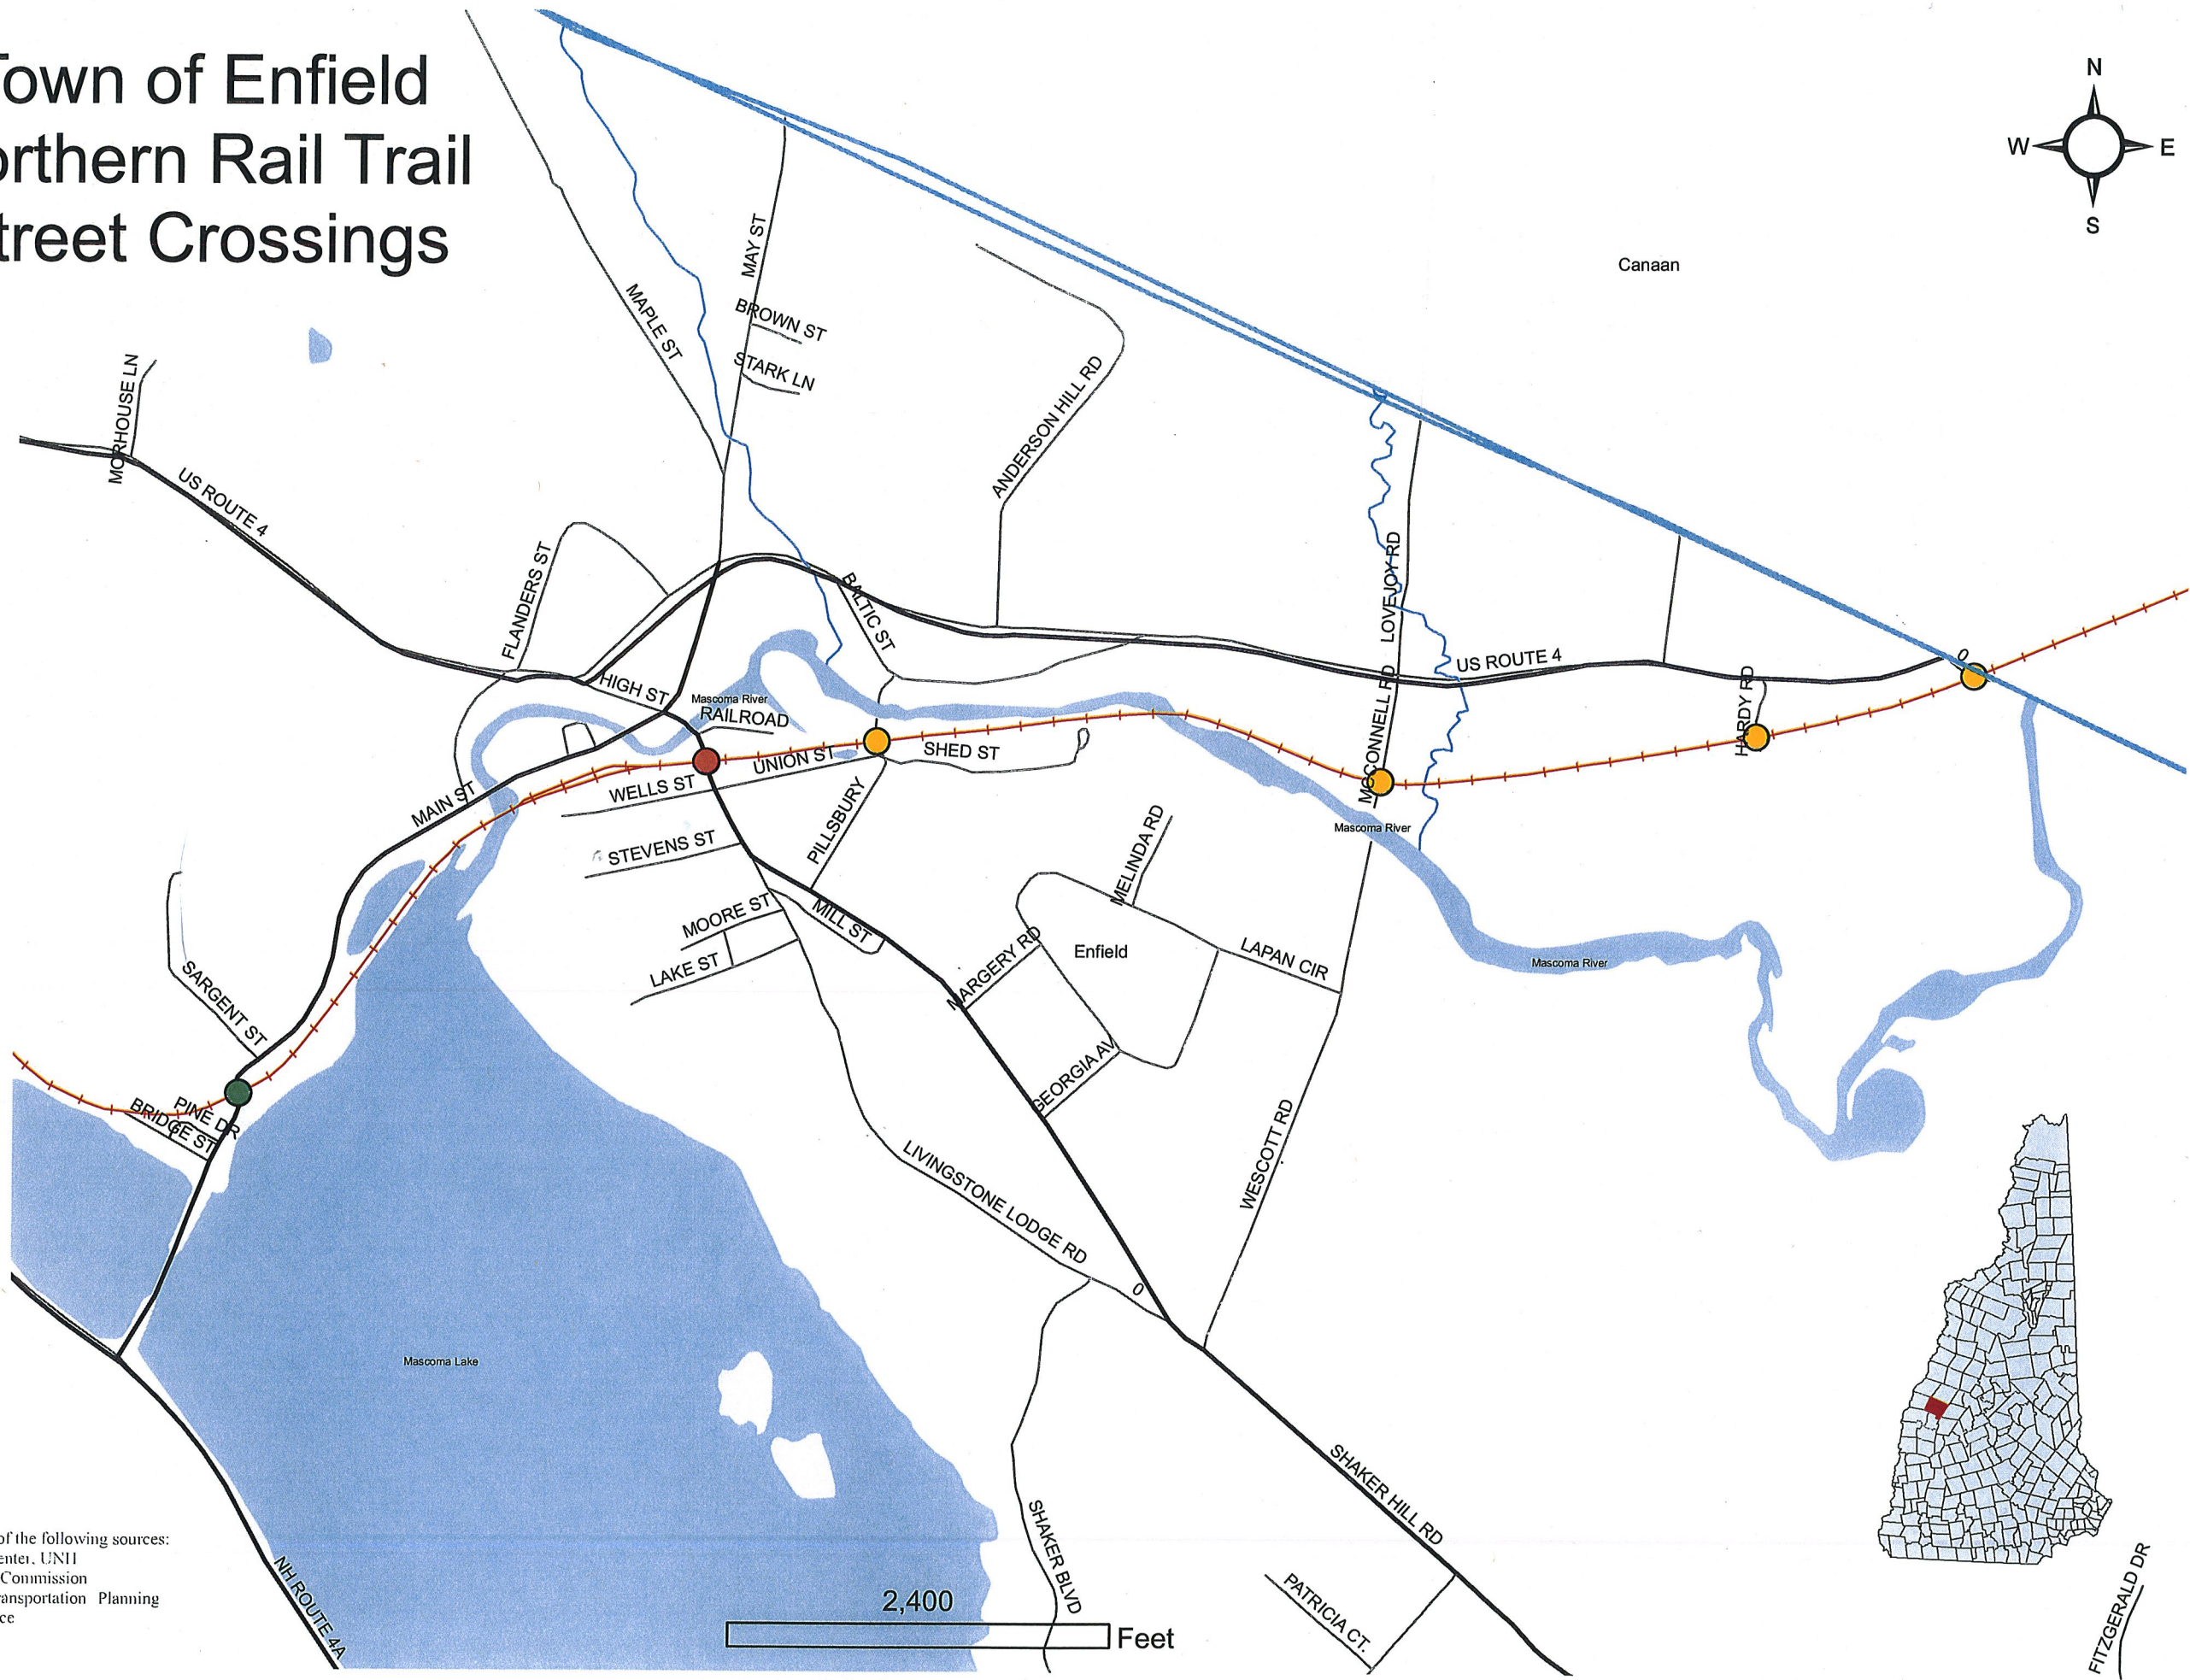 Town of Enfield
orthern Rail Trail
treet Crossings
N
W
E
S
Canaan
MAY ST
BROWN ST
STARK LN
MAPLE ST
MORHOUSE LN
US ROUTE 4
ANDERSON HILL RD
FLANDERS ST
BALTIC ST
LOVEJOY RD
US ROUTE 4
0
HIGH ST
Mascoma River
RAILROAD
MCCONNELL RD
HARDY RD
UNION ST
SHED ST
WELLS ST
MAIN ST
STEVENS ST
PILLSBURY
MELINDA RD
Mascoma River
MOORE ST
MILL ST
LAKE ST
MARGERY RD
Enfield
LAPAN CIR
Mascoma River
SARGENT ST
GEORGIA AV
PINE DR
BRIDGE ST
LIVINGSTONE LODGE RD
WESCOTT RD
0
Mascoma Lake
SHAKER HILL RD
SHAKER BLVD
PATRICIA CT.
NH ROUTE 4A
FITZGERALD DR
2,400
Feet
of the following sources:
enter, UNH
Commission
ransportation Planning
ce